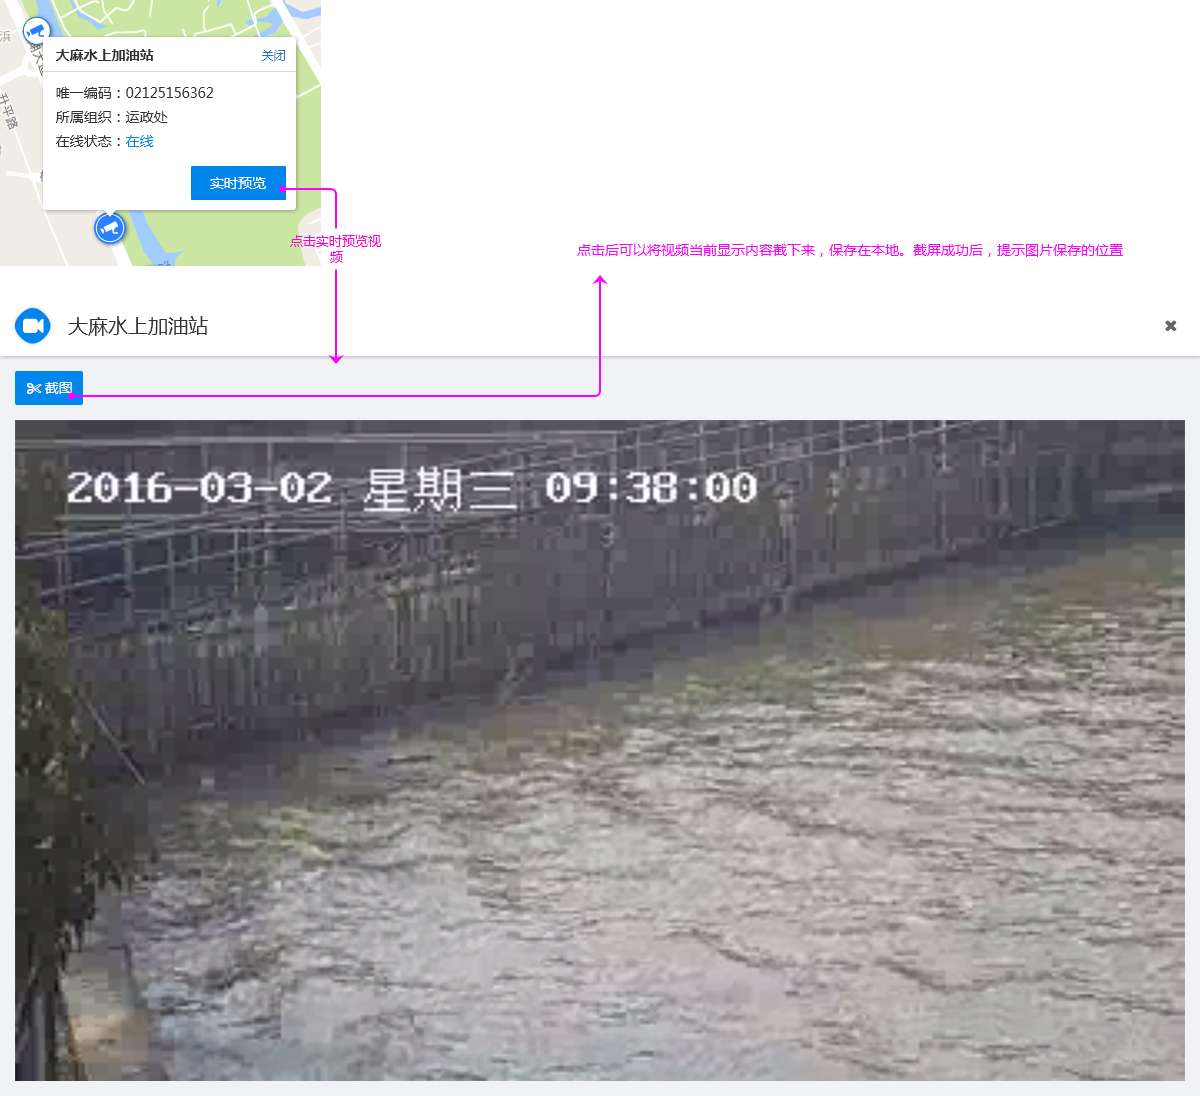 浜
升平路
大麻水上加油站 关闭
唯一编码：02125156362
所属组织：运政处
在线状态：在线
实时预览
点击实时预览视
频
点击后可以将视频当前显示内容截下来，保存在本地。截屏成功后，提示图片保存的位置
大麻水上加油站
截图
2016-03-02 星期三 09:38:00